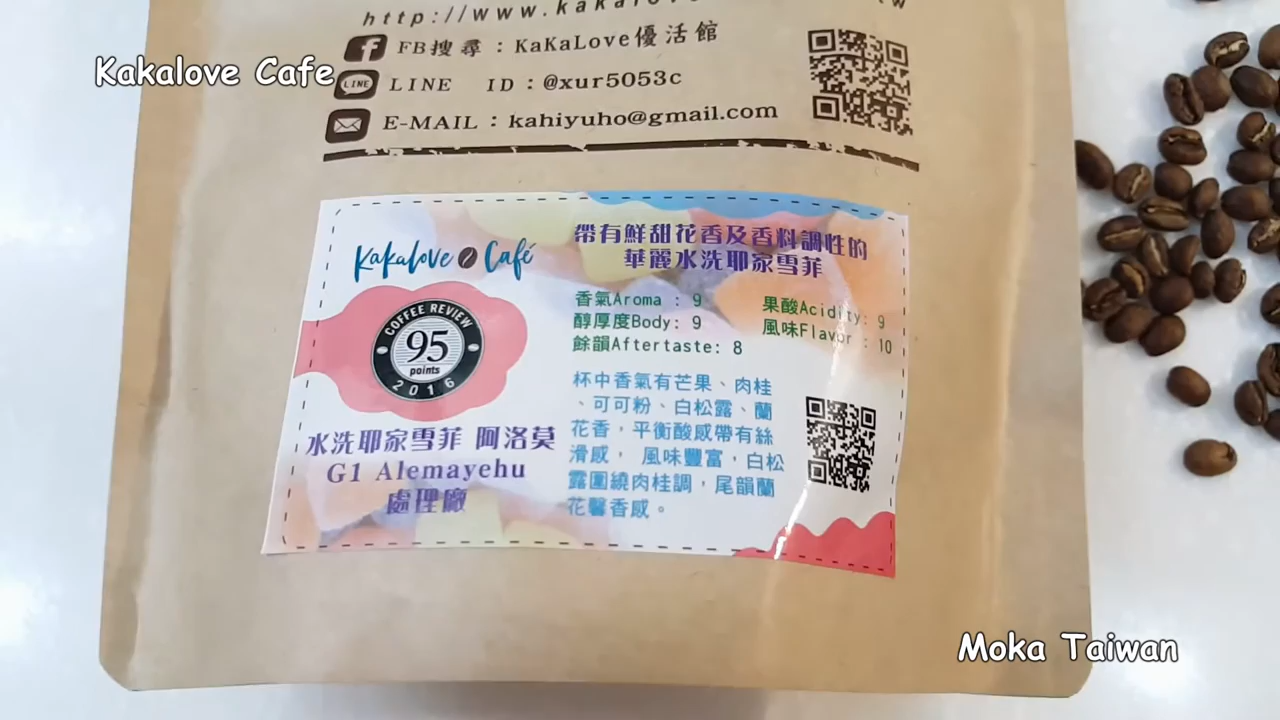 http://www.kakalove
Kakalove Cafe
FB搜尋：KaKaLove優活館
LINE ID：@xur5053c
E-MAIL：kahiyuho@gmail.com
Kakalove Café
COFFEE REVIEW
95
points
2016
水洗耶家雪菲 阿洛莫
G1 Alemayehu
處理廠
帶有鮮甜花香及香料調性的
華麗水洗耶家雪菲
香氣Aroma : 9
果酸Acidity: 9
醇厚度Body: 9
風味Flavor : 10
餘韻Aftertaste: 8
杯中香氣有芒果、肉桂
、可可粉、白松露、蘭
花香，平衡酸感帶有絲
滑感， 風味豐富，白松
露圍繞肉桂調，尾韻蘭
花馨香感。
Moka Taiwan